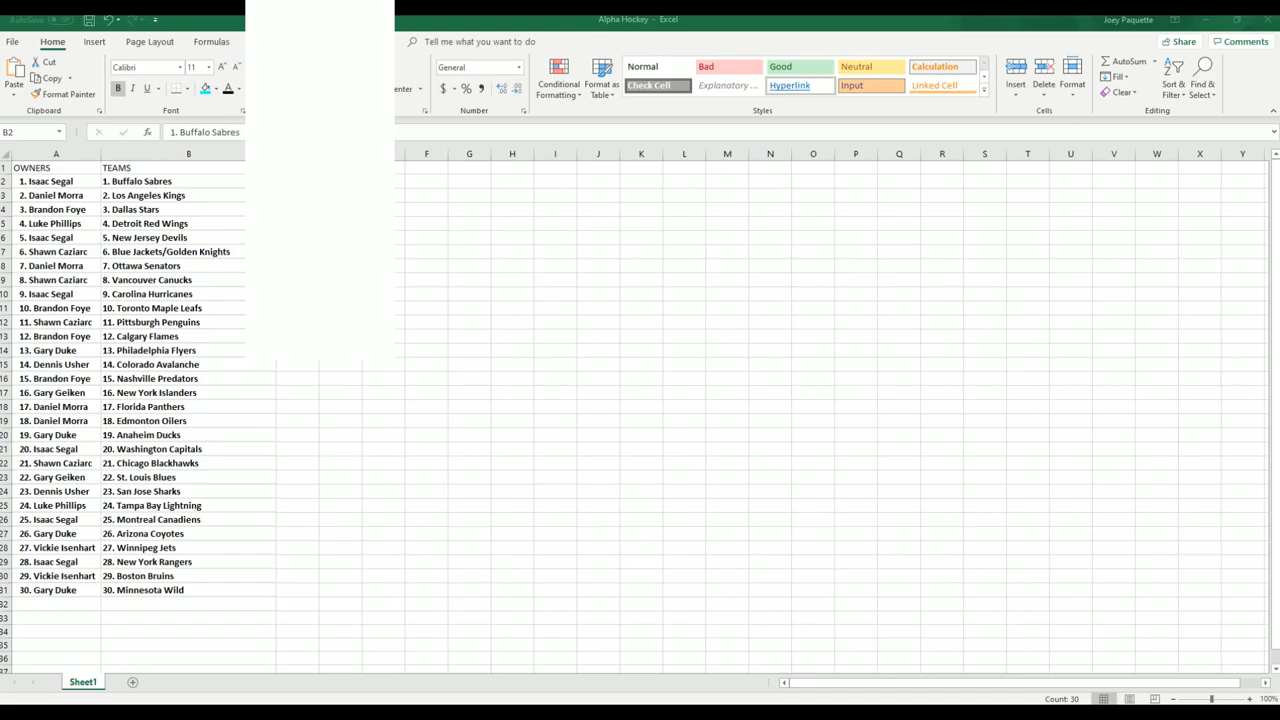 AutoSave Off Alpha Hockey - Excel Joey Paquette
File Home Insert Page Layout Formulas Tell me what you want to do Share Comments
Cut Calibri 11 General Normal Bad Good Neutral Calculation AutoSum
Copy Fill
Paste Format Painter Conditional Formatting Format as Table Check Cell Explanatory ... Hyperlink Input Linked Cell Insert Delete Format Clear Sort & Filter Find & Select
Clipboard Font Number Styles Cells Editing
B2 fx 1. Buffalo Sabres
A B F G H I J K L M N O P Q R S T U V W X Y
1 OWNERS TEAMS
2 1. Isaac Segal 1. Buffalo Sabres
3 2. Daniel Morra 2. Los Angeles Kings
4 3. Brandon Foye 3. Dallas Stars
5 4. Luke Phillips 4. Detroit Red Wings
6 5. Isaac Segal 5. New Jersey Devils
7 6. Shawn Caziarc 6. Blue Jackets/Golden Knights
8 7. Daniel Morra 7. Ottawa Senators
9 8. Shawn Caziarc 8. Vancouver Canucks
10 9. Isaac Segal 9. Carolina Hurricanes
11 10. Brandon Foye 10. Toronto Maple Leafs
12 11. Shawn Caziarc 11. Pittsburgh Penguins
13 12. Brandon Foye 12. Calgary Flames
14 13. Gary Duke 13. Philadelphia Flyers
15 14. Dennis Usher 14. Colorado Avalanche
16 15. Brandon Foye 15. Nashville Predators
17 16. Gary Geiken 16. New York Islanders
18 17. Daniel Morra 17. Florida Panthers
19 18. Daniel Morra 18. Edmonton Oilers
20 19. Gary Duke 19. Anaheim Ducks
21 20. Isaac Segal 20. Washington Capitals
22 21. Shawn Caziarc 21. Chicago Blackhawks
23 22. Gary Geiken 22. St. Louis Blues
24 23. Dennis Usher 23. San Jose Sharks
25 24. Luke Phillips 24. Tampa Bay Lightning
26 25. Isaac Segal 25. Montreal Canadiens
27 26. Gary Duke 26. Arizona Coyotes
28 27. Vickie Isenhart 27. Winnipeg Jets
29 28. Isaac Segal 28. New York Rangers
30 29. Vickie Isenhart 29. Boston Bruins
31 30. Gary Duke 30. Minnesota Wild
32
33
34
35
36
37
Sheet1
Count: 30 100%